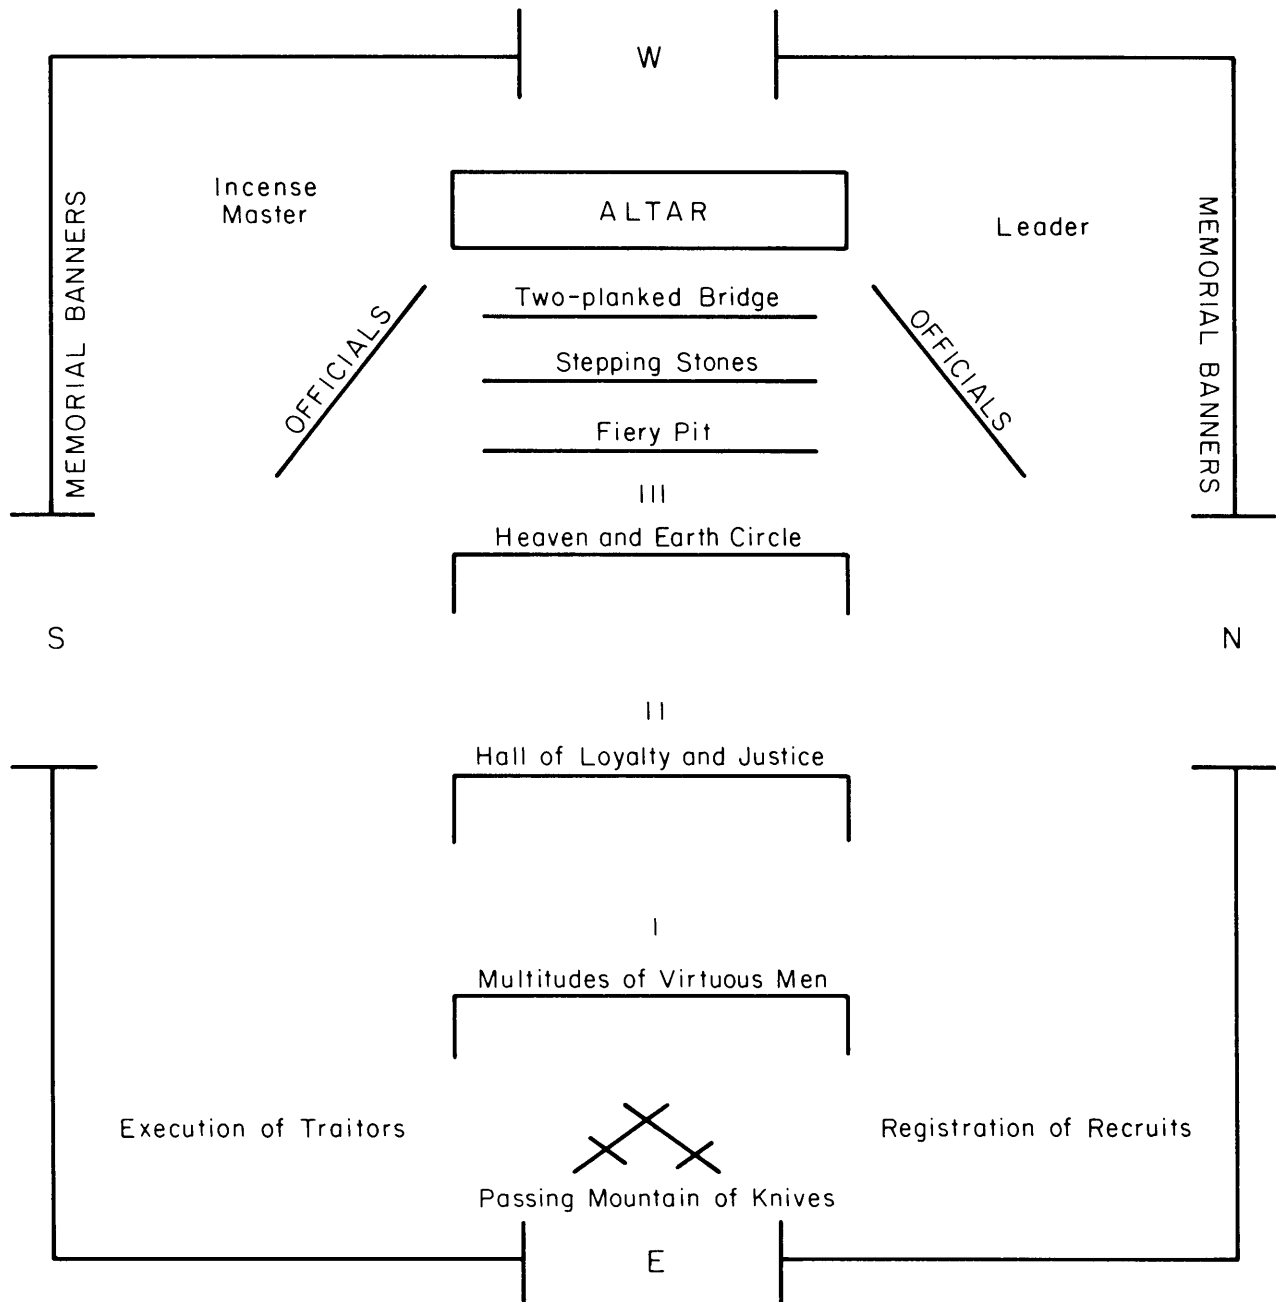 W
Incense
Master
ALTAR
Leader
MEMORIAL BANNERS
MEMORIAL BANNERS
Two-planked Bridge
OFFICIALS
OFFICIALS
Stepping Stones
Fiery Pit
III
Heaven and Earth Circle
S
N
II
Hall of Loyalty and Justice
I
Multitudes of Virtuous Men
Execution of Traitors
Registration of Recruits
Passing Mountain of Knives
E